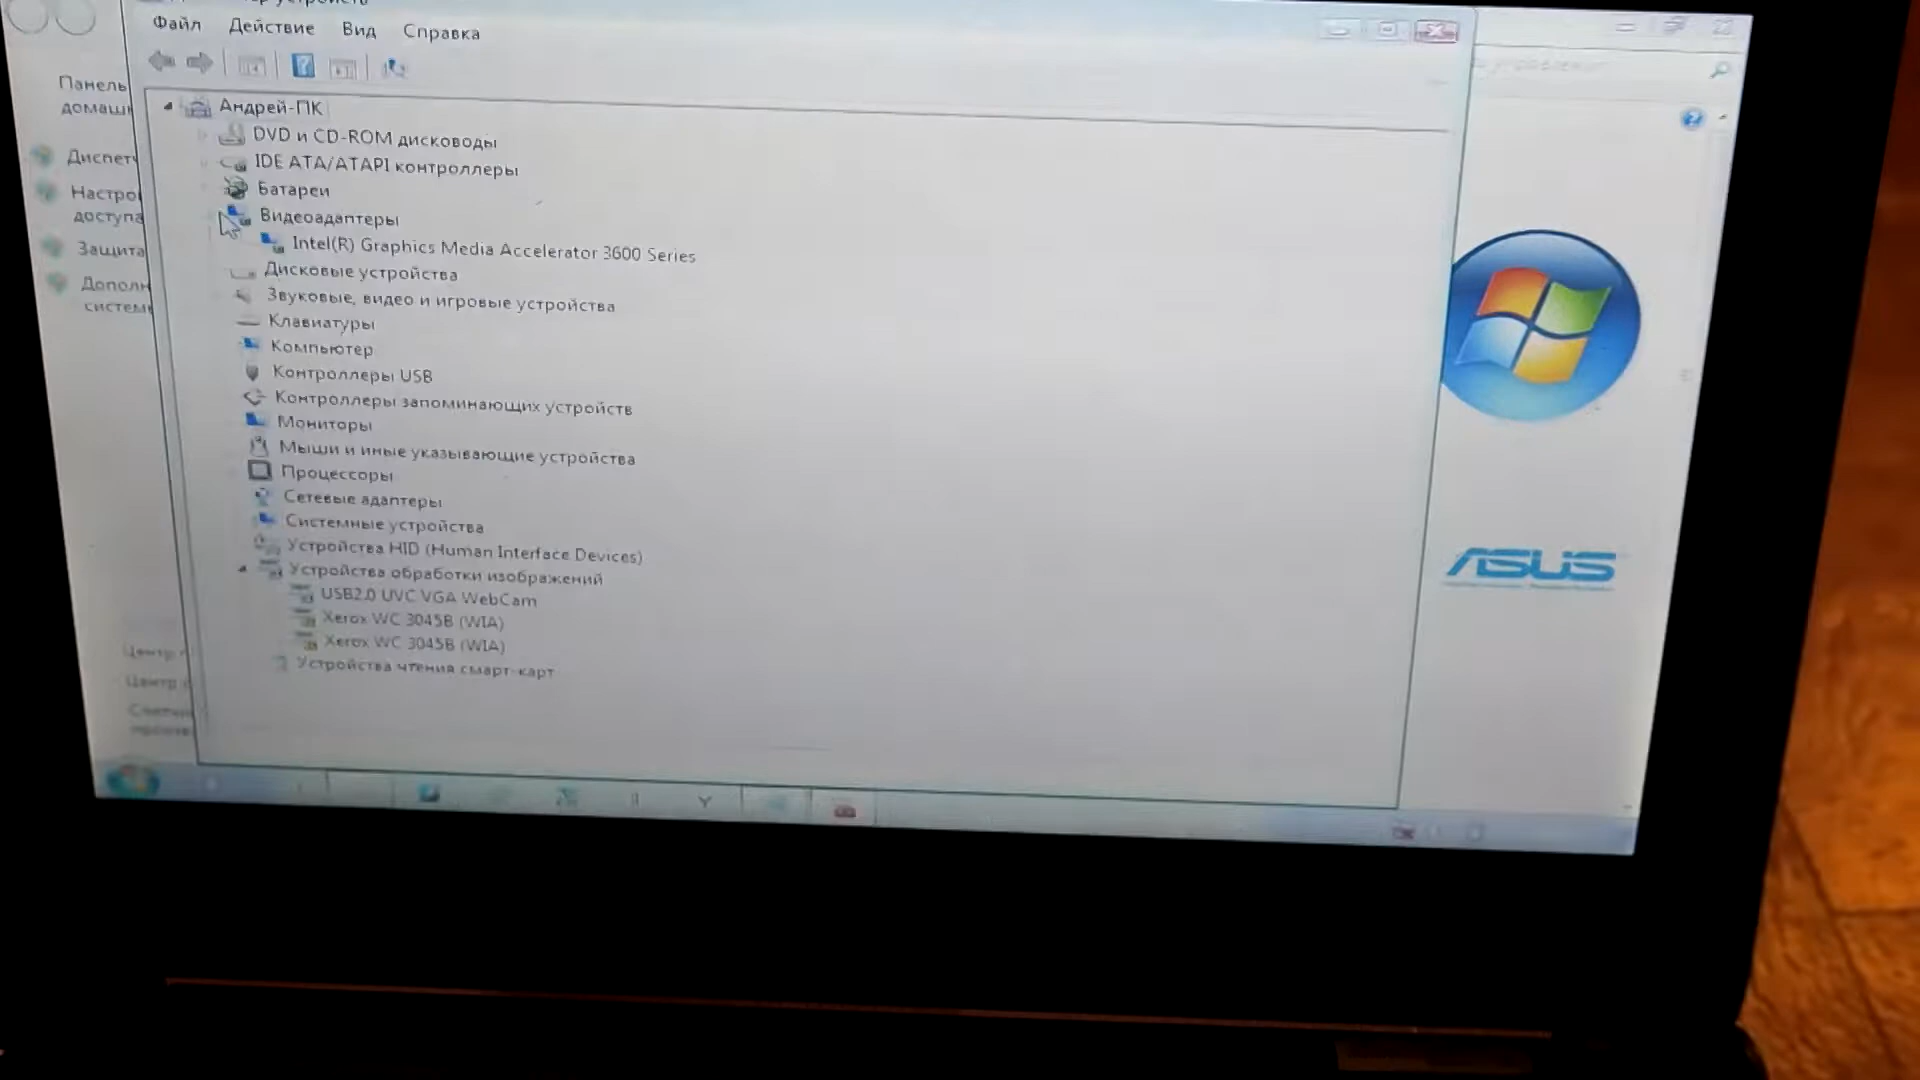 Файл Действие Вид Справка
Панель
домашн
Диспет
Настро
доступа
Защита
Дополн
систем
Андрей-ПК
DVD и CD-ROM дисководы
IDE ATA/ATAPI контроллеры
Батареи
Видеоадаптеры
Intel(R) Graphics Media Accelerator 3600 Series
Дисковые устройства
Звуковые, видео и игровые устройства
Клавиатуры
Компьютер
Контроллеры USB
Контроллеры запоминающих устройств
Мониторы
Мыши и иные указывающие устройства
Процессоры
Сетевые адаптеры
Системные устройства
Устройства HID (Human Interface Devices)
Устройства обработки изображений
USB2.0 UVC VGA WebCam
Xerox WC 3045B (WIA)
Xerox WC 3045B (WIA)
Устройства чтения смарт-карт
Центр
Центр
ASUS